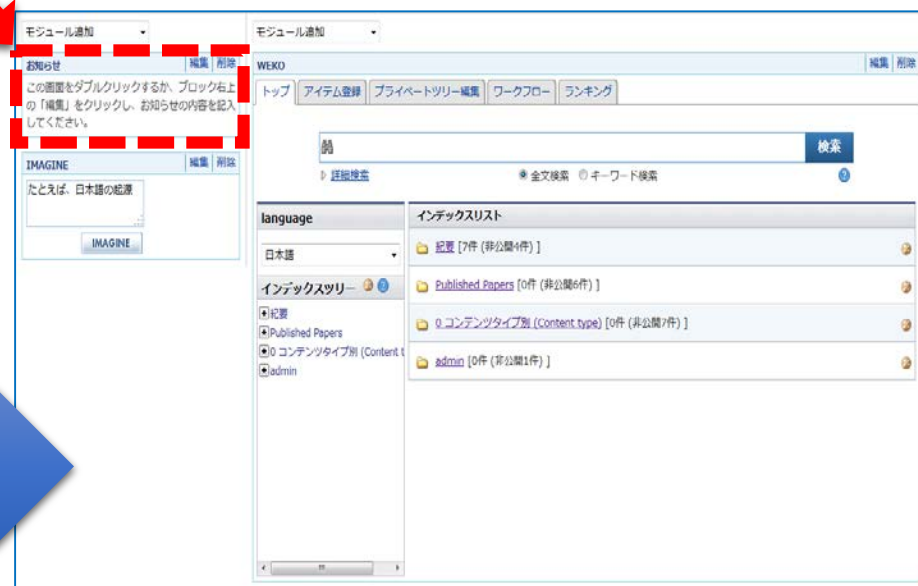 モジュール追加
お知らせ 編集 削除
この画面をダブルクリックするか、ブロック右上
の「編集」をクリックし、お知らせの内容を記入
してください。
IMAGINE 編集 削除
たとえば、日本語の起源
IMAGINE
モジュール追加
WEKO 編集 削除
トップ アイテム登録 プライベートツリー編集 ワークフロー ランキング
検索
詳細検索 全文検索 キーワード検索
language
日本語
インデックスツリー
紀要
Published Papers
0 コンテンツタイプ別 (Content t
admin
インデックスリスト
紀要 [7件 (非公開4件) ]
Published Papers [0件 (非公開6件) ]
0 コンテンツタイプ別 (Content type) [0件 (非公開7件) ]
admin [0件 (非公開1件) ]